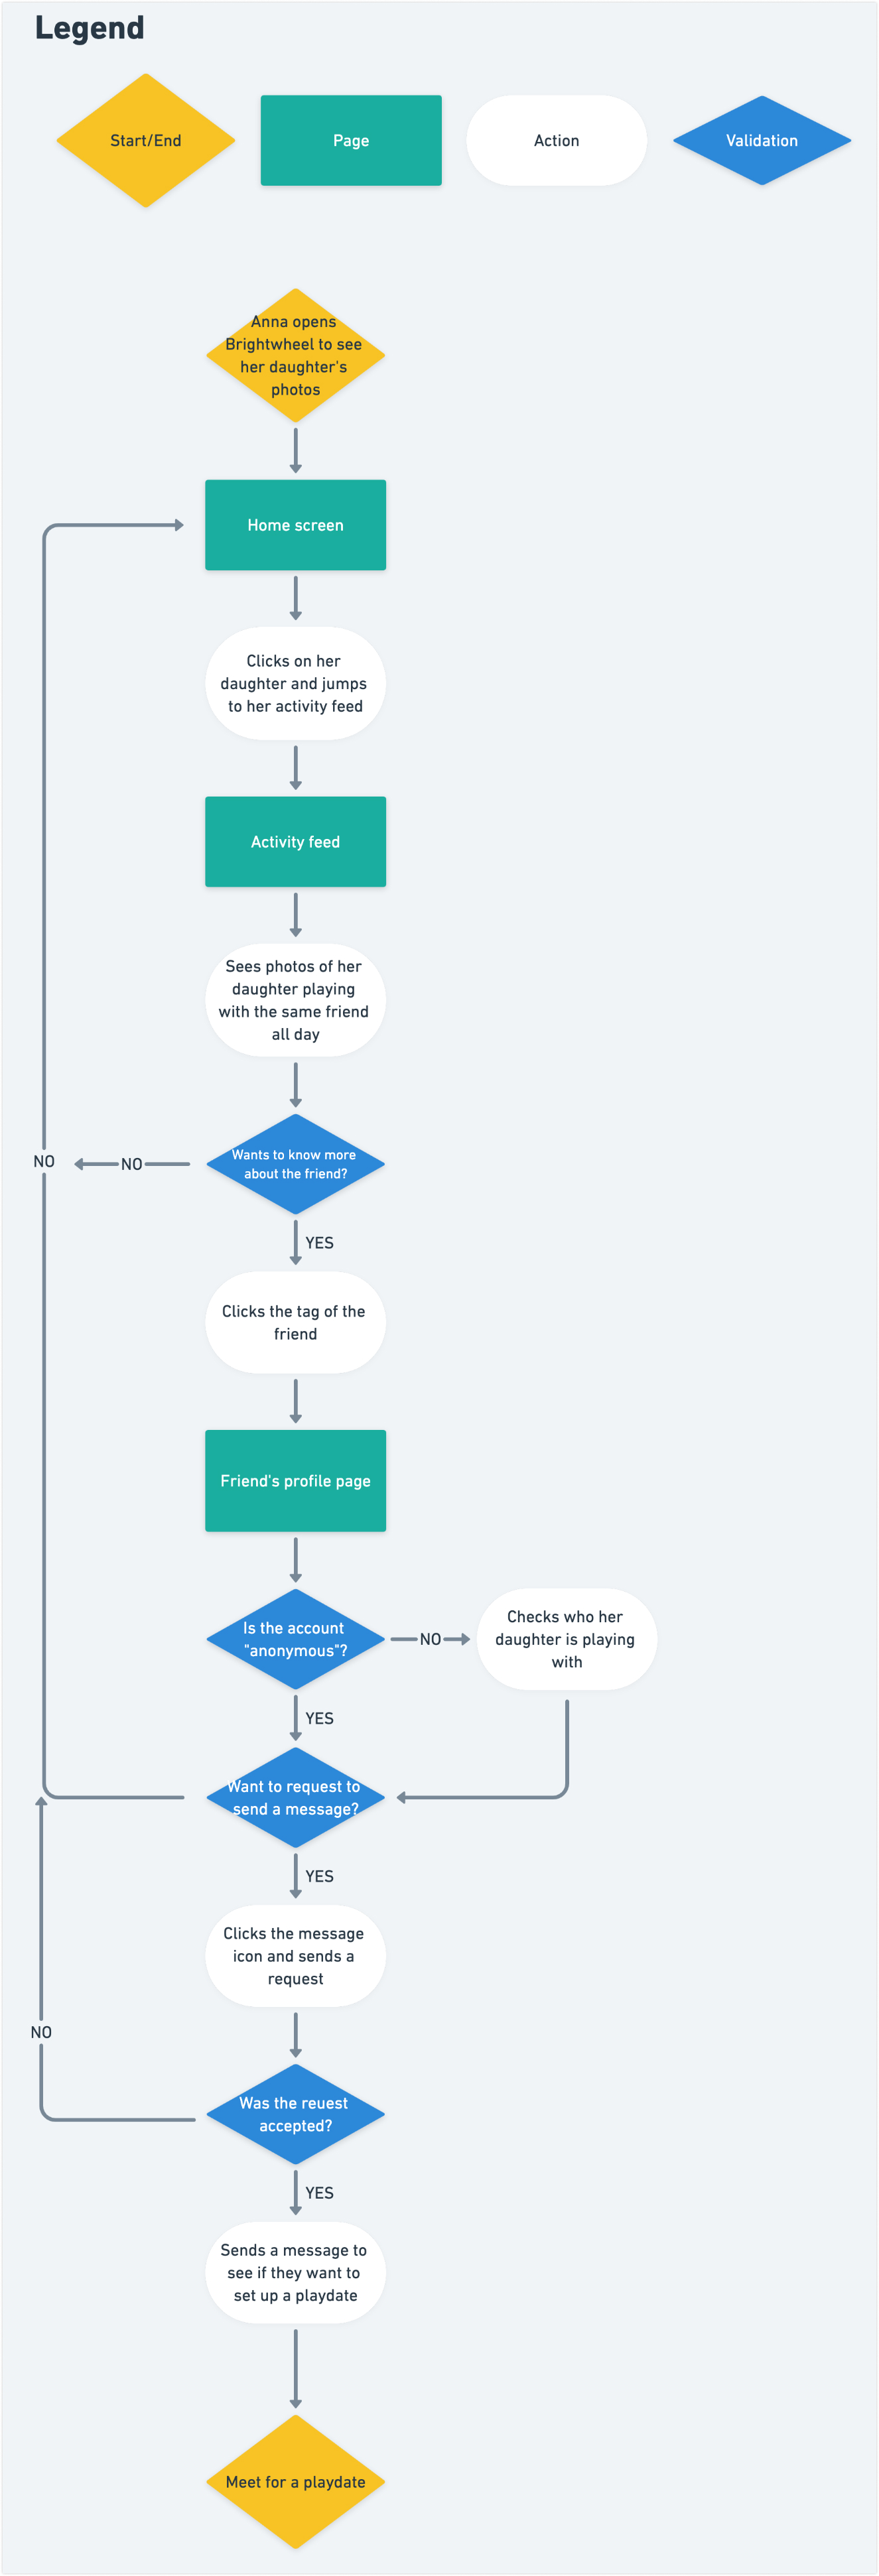 Legend
Start/End
Page
Action
Validation
Anna opens
Brightwheel to see
her daughter's
photos
Home screen
Clicks on her
daughter and jumps
to her activity feed
Activity feed
Sees photos of her
daughter playing
with the same friend
all day
Wants to know more
about the friend?
NO
NO
YES
Clicks the tag of the
friend
Friend's profile page
Is the account
"anonymous"?
NO
Checks who her
daughter is playing
with
YES
Want to request to
send a message?
YES
Clicks the message
icon and sends a
request
NO
Was the reuest
accepted?
YES
Sends a message to
see if they want to
set up a playdate
Meet for a playdate